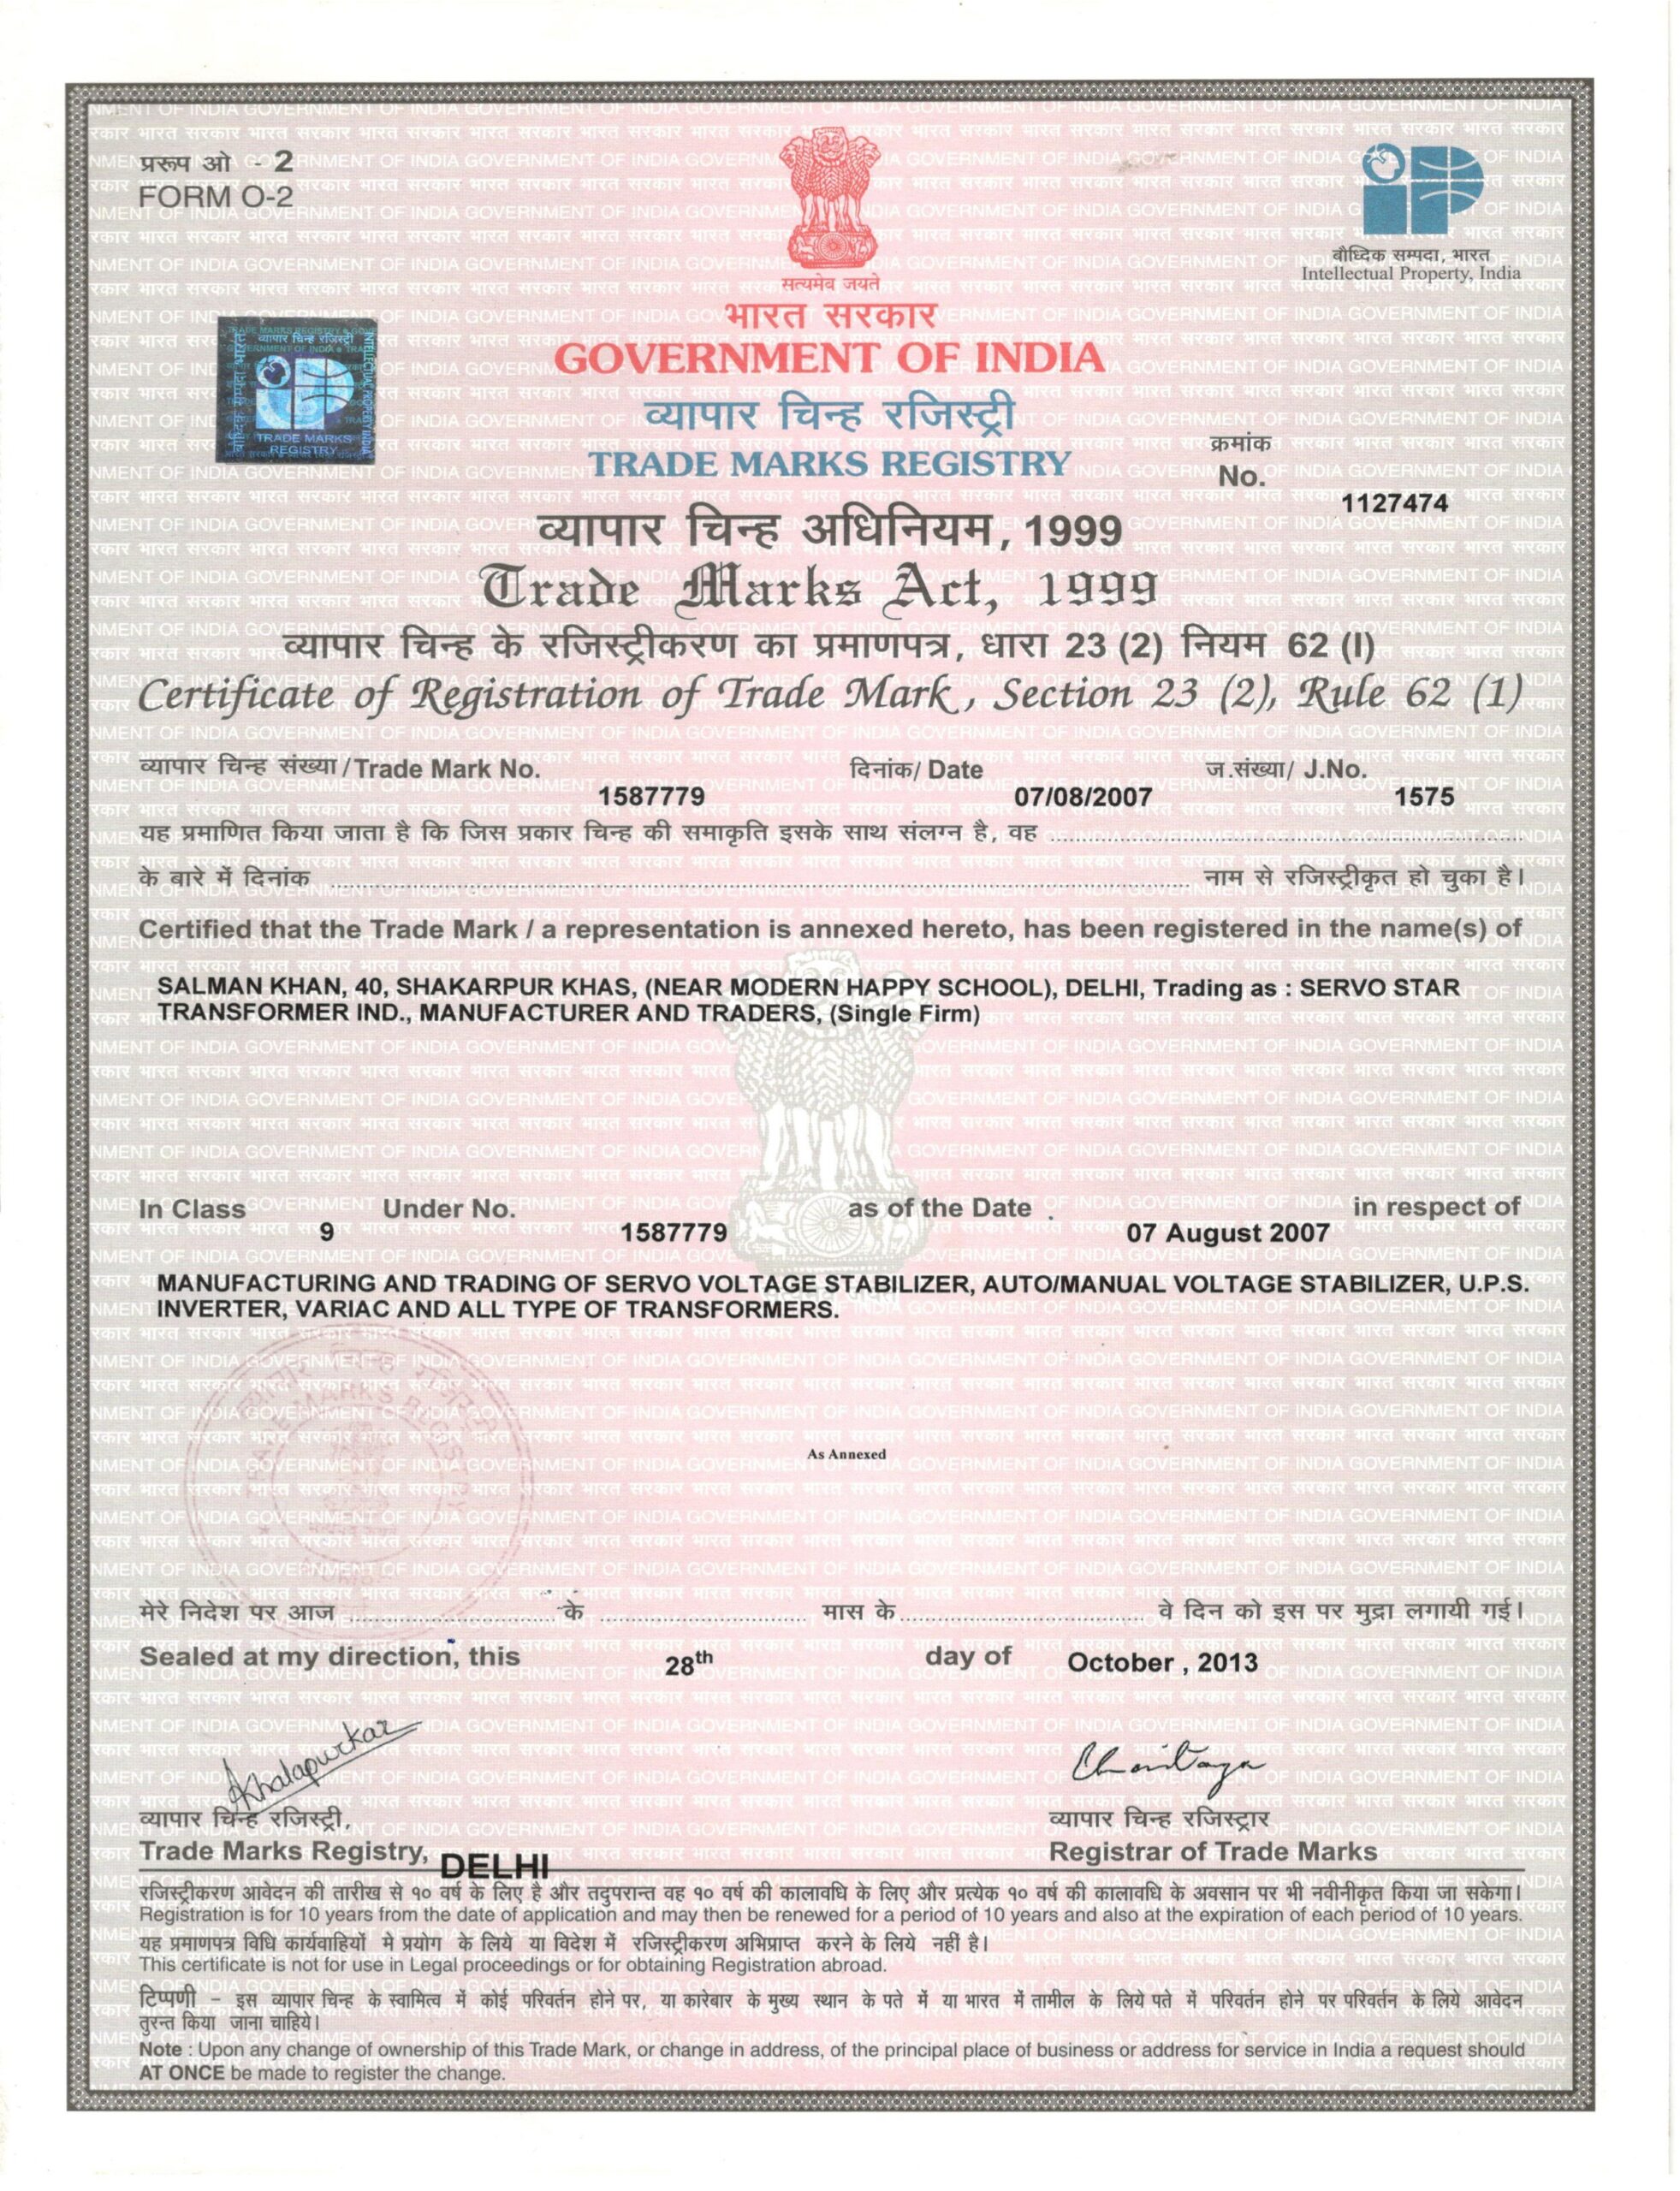 प्ररूप ओ - 2
FORM O-2
सत्यमेव जयते
बौध्दिक सम्पदा, भारत
Intellectual Property, India
भारत सरकार
GOVERNMENT OF INDIA
व्यापार चिन्ह रजिस्ट्री
TRADE MARKS REGISTRY
व्यापार चिन्ह रजिस्ट्री
TRADE MARKS
REGISTRY
क्रमांक
No.
1127474
व्यापार चिन्ह अधिनियम, 1999
Trade Marks Act, 1999
व्यापार चिन्ह के रजिस्ट्रीकरण का प्रमाणपत्र, धारा 23 (2) नियम 62 (I)
Certificate of Registration of Trade Mark, Section 23 (2), Rule 62 (1)
व्यापार चिन्ह संख्या/Trade Mark No. दिनांक/ Date ज.संख्या/ J.No.
1587779 07/08/2007 1575
यह प्रमाणित किया जाता है कि जिस प्रकार चिन्ह की समाकृति इसके साथ संलग्न है, वह
के बारे में दिनांक नाम से रजिस्ट्रीकृत हो चुका है।
Certified that the Trade Mark / a representation is annexed hereto, has been registered in the name(s) of
SALMAN KHAN, 40, SHAKARPUR KHAS, (NEAR MODERN HAPPY SCHOOL), DELHI, Trading as : SERVO STAR
TRANSFORMER IND., MANUFACTURER AND TRADERS, (Single Firm)
In Class Under No. as of the Date in respect of
9 1587779 07 August 2007
MANUFACTURING AND TRADING OF SERVO VOLTAGE STABILIZER, AUTO/MANUAL VOLTAGE STABILIZER, U.P.S.
INVERTER, VARIAC AND ALL TYPE OF TRANSFORMERS.
As Annexed
मेरे निदेश पर आज के मास के वे दिन को इस पर मुद्रा लगायी गई।
Sealed at my direction, this 28th day of October , 2013
व्यापार चिन्ह रजिस्ट्री, व्यापार चिन्ह रजिस्ट्रार
Trade Marks Registry, DELHI Registrar of Trade Marks
रजिस्ट्रीकरण आवेदन की तारीख से १० वर्ष के लिए है और तदुपरान्त वह १० वर्ष की कालावधि के लिए और प्रत्येक १० वर्ष की कालावधि के अवसान पर भी नवीनीकृत किया जा सकेगा।
Registration is for 10 years from the date of application and may then be renewed for a period of 10 years and also at the expiration of each period of 10 years.
यह प्रमाणपत्र विधि कार्यवाहियों मे प्रयोग के लिये या विदेश में रजिस्ट्रीकरण अभिप्राप्त करने के लिये नहीं है।
This certificate is not for use in Legal proceedings or for obtaining Registration abroad.
टिप्पणी - इस व्यापार चिन्ह के स्वामित्व में कोई परिवर्तन होने पर, या कारेबार के मुख्य स्थान के पते में या भारत में तामील के लिये पते में परिवर्तन होने पर परिवर्तन के लिये आवेदन
तुरन्त किया जाना चाहिये।
Note : Upon any change of ownership of this Trade Mark, or change in address, of the principal place of business or address for service in India a request should
AT ONCE be made to register the change.